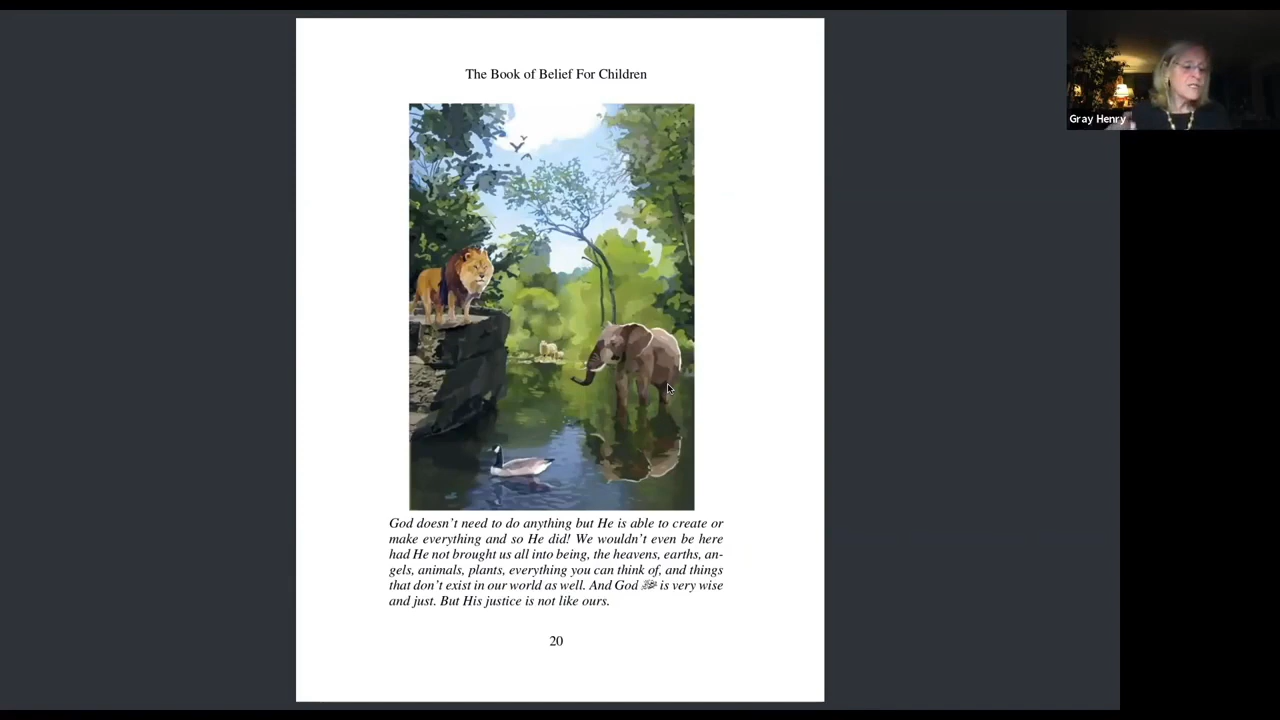 The Book of Belief For Children
Gray Henry
God doesn't need to do anything but He is able to create or
make everything and so He did! We wouldn't even be here
had He not brought us all into being, the heavens, earths, an-
gels, animals, plants, everything you can think of, and things
that don't exist in our world as well. And God is very wise
and just. But His justice is not like ours.
20